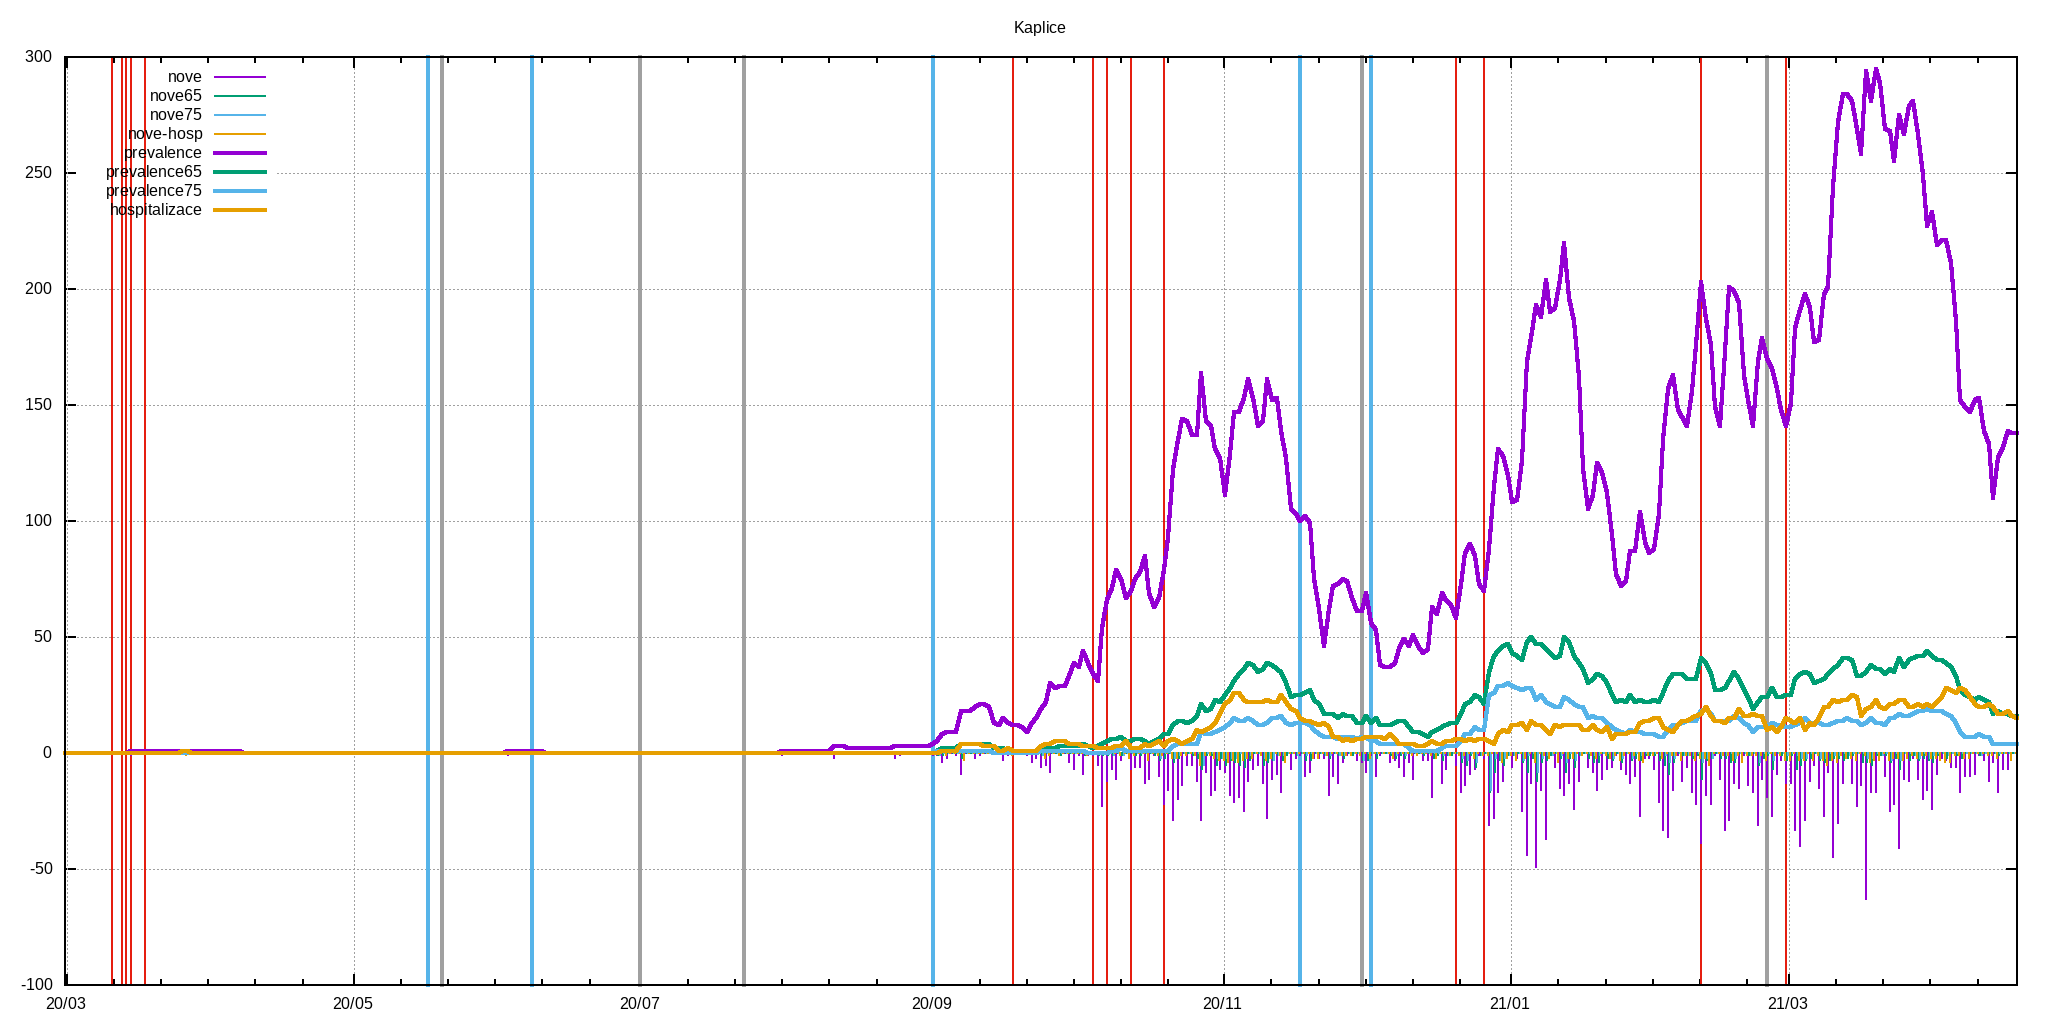 Kaplice
300
250
200
150
100
50
0
-50
-100
nove
nove65
nove75
nove-hosp
prevalence
prevalence65
prevalence75
hospitalizace
20/03 20/05 20/07 20/09 20/11 21/01 21/03